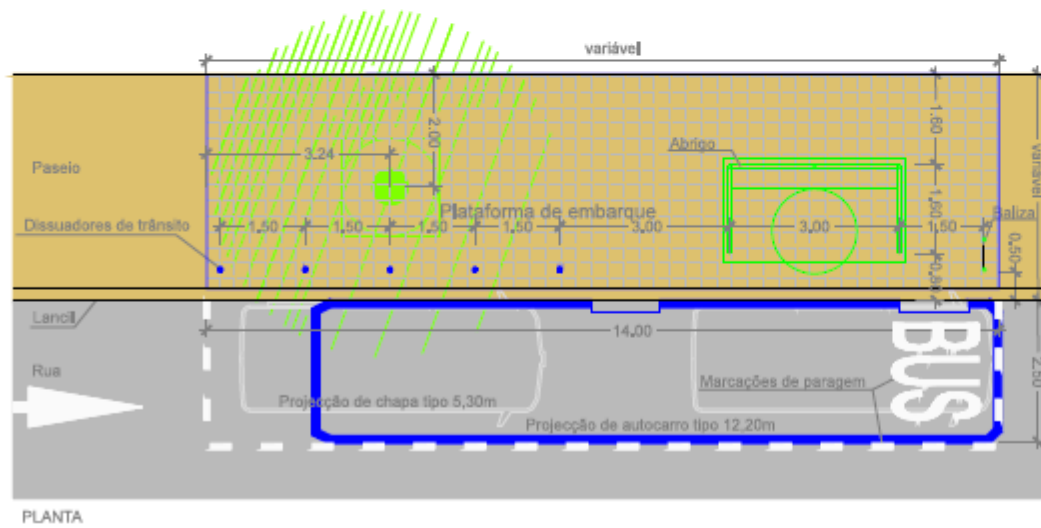 variável
1.60
2.00
3.24
Abrigo
Paseio
variável
Plataforma de embarque
1.60
Baliza
Dissuadores de trânsito
1.50
1.50
1.50
1.50
3.00
3.00
1.50
0.50
Lancil
14.00
BUS
Rua
2.50
Marcações de paragem
Projecção de chapa tipo 5,30m
Projecção de autocarro tipo 12,20m
PLANTA